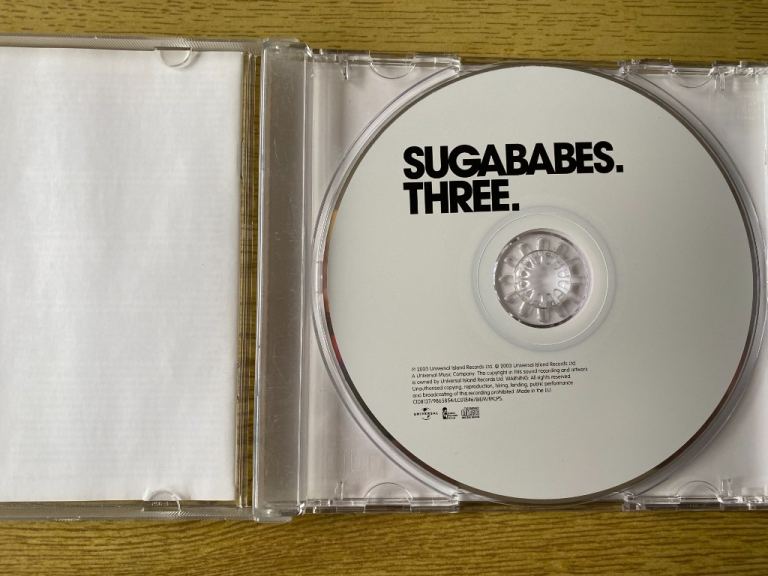 SUGABABES.
THREE.
℗ 2003 Universal Island Records Ltd. © 2003 Universal Island Records Ltd.
A Universal Music Company. The copyright in this sound recording and artwork
is owned by Universal Island Records Ltd. WARNING: All rights reserved.
Unauthorised copying, reproduction, hiring, lending, public performance
and broadcasting of this recording prohibited. Made in the EU.
UNIVERSAL